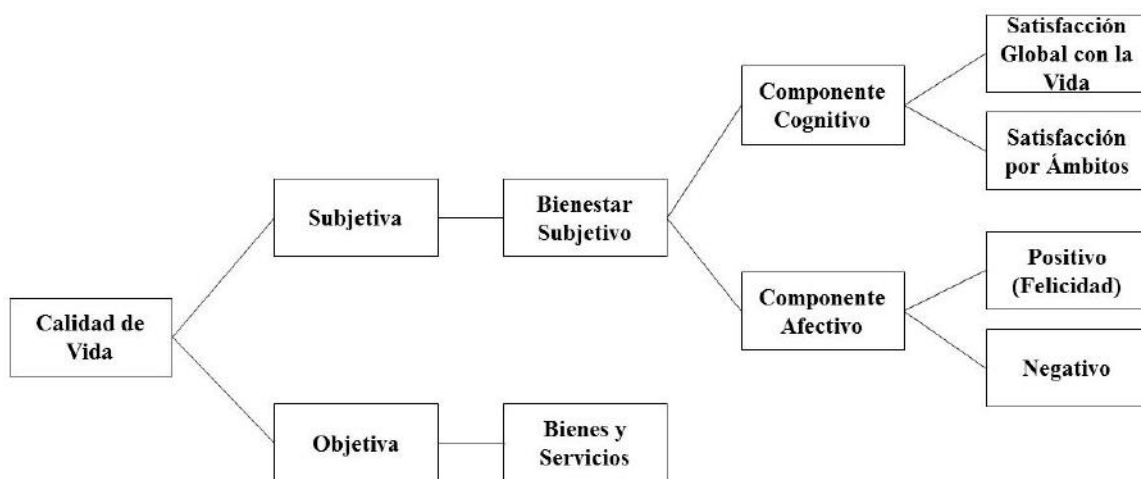 Calidad de
Vida
Subjetiva
Objetiva
Bienestar
Subjetivo
Bienes y
Servicios
Componente
Cognitivo
Componente
Afectivo
Satisfacción
Global con la
Vida
Satisfacción
por Ámbitos
Positivo
(Felicidad)
Negativo